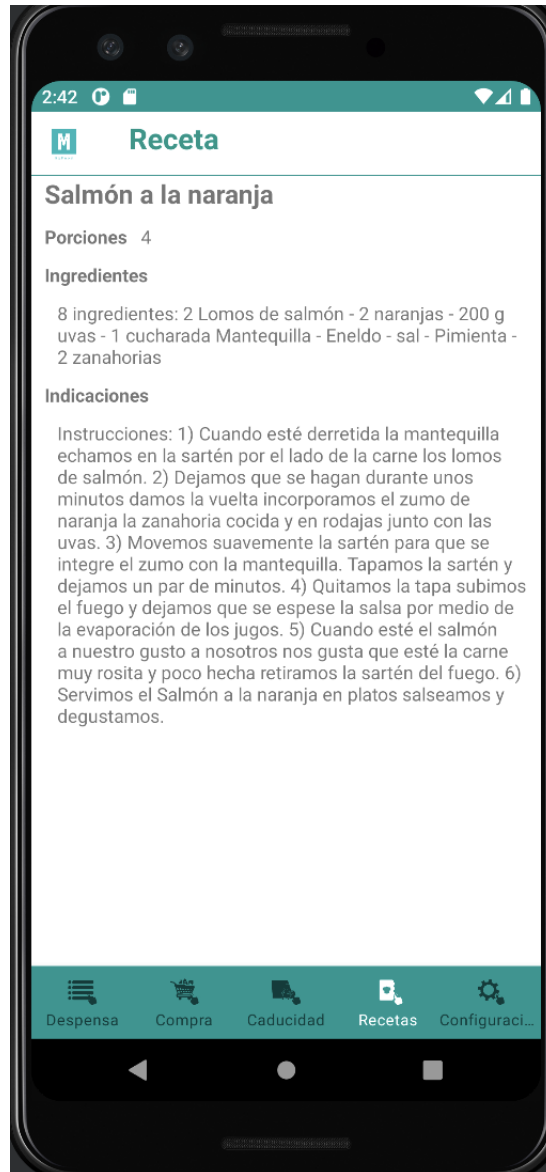 2:42
M
Receta
Salmón a la naranja
Porciones 4
Ingredientes
8 ingredientes: 2 Lomos de salmón - 2 naranjas - 200 g
uvas - 1 cucharada Mantequilla - Eneldo - sal - Pimienta -
2 zanahorias
Indicaciones
Instrucciones: 1) Cuando esté derretida la mantequilla
echamos en la sartén por el lado de la carne los lomos
de salmón. 2) Dejamos que se hagan durante unos
minutos damos la vuelta incorporamos el zumo de
naranja la zanahoria cocida y en rodajas junto con las
uvas. 3) Movemos suavemente la sartén para que se
integre el zumo con la mantequilla. Tapamos la sartén y
dejamos un par de minutos. 4) Quitamos la tapa subimos
el fuego y dejamos que se espese la salsa por medio de
la evaporación de los jugos. 5) Cuando esté el salmón
a nuestro gusto a nosotros nos gusta que esté la carne
muy rosita y poco hecha retiramos la sartén del fuego. 6)
Servimos el Salmón a la naranja en platos salseamos y
degustamos.
Despensa Compra Caducidad Recetas Configuraci...